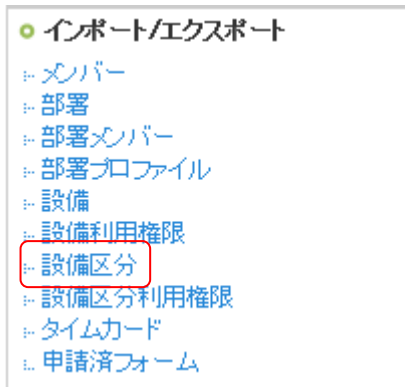 インポート/エクスポート
メンバー
部署
部署メンバー
部署プロファイル
設備
設備利用権限
設備区分
設備区分利用権限
タイムカード
申請済フォーム